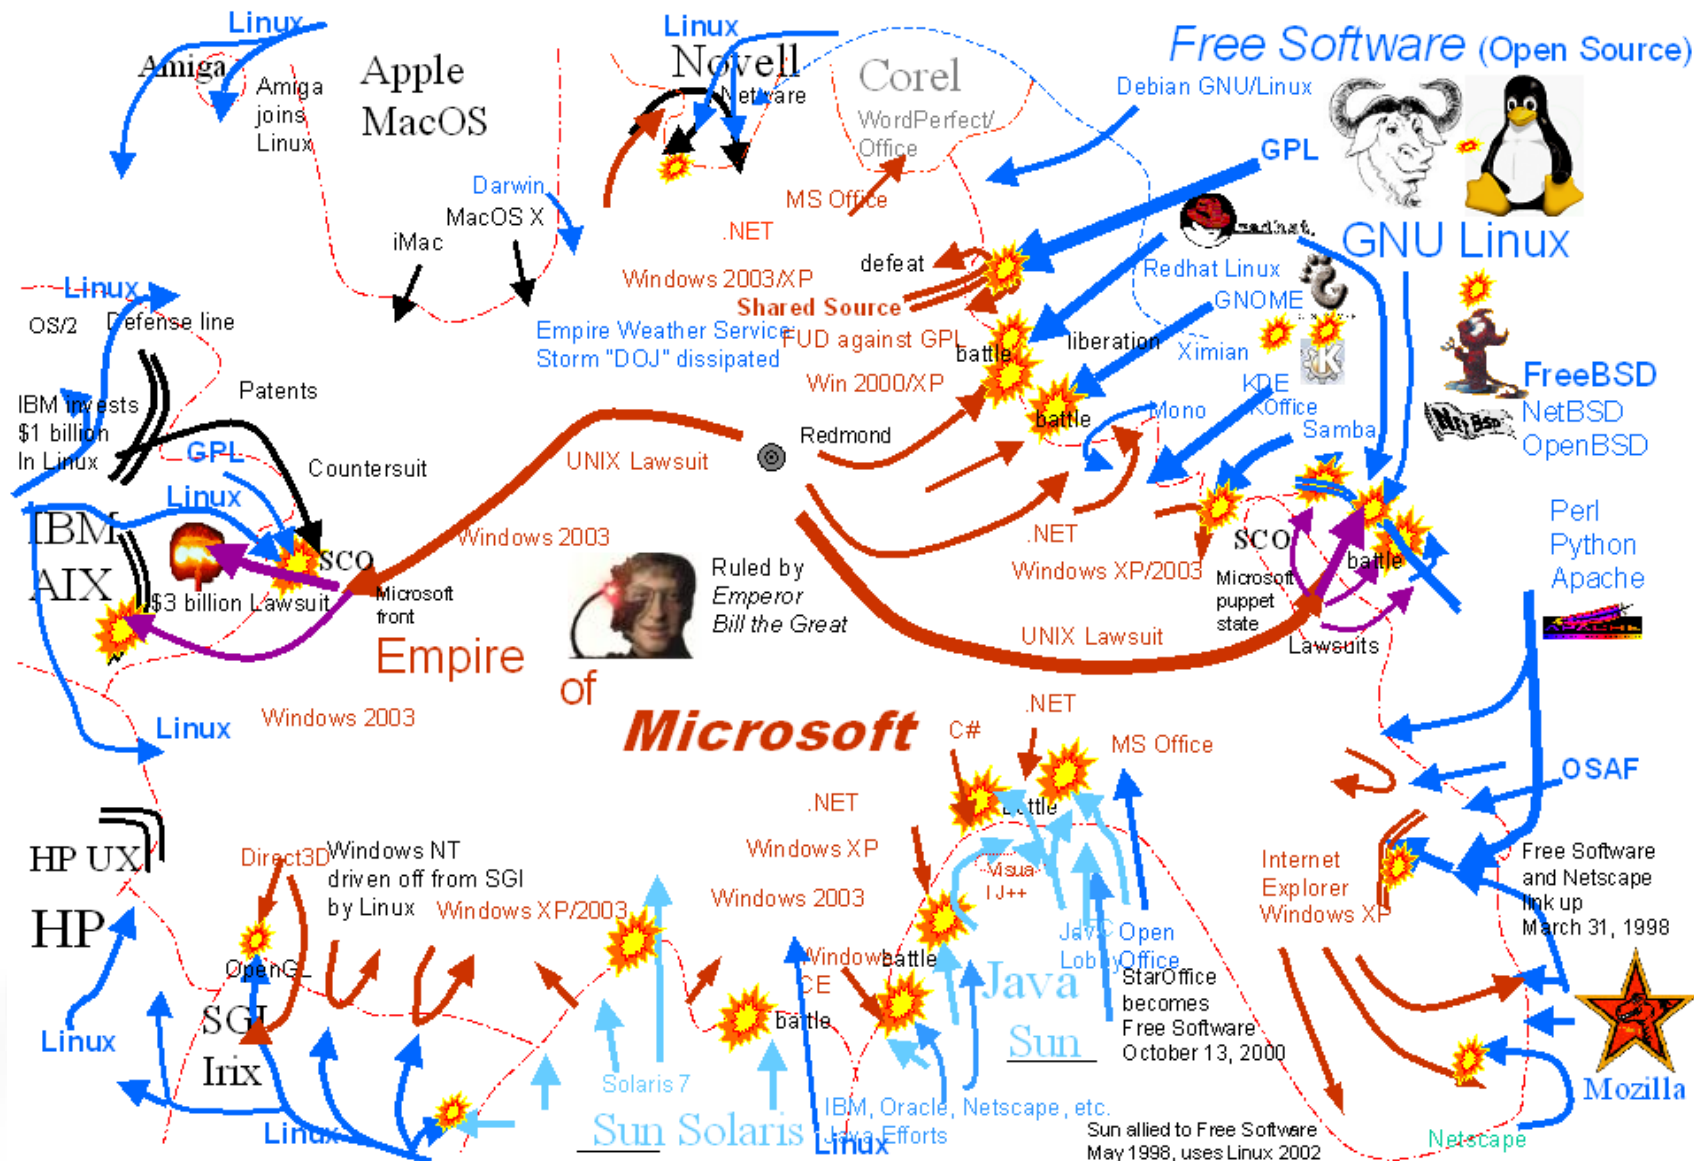 Linux
Amiga
Amiga
joins
Linux
Apple
MacOS
Linux
Novell
Netware
Corel
WordPerfect/
Office
Free Software (Open Source)
Debian GNU/Linux
GPL
Darwin
MacOS X
iMac
MS Office
.NET
redhat.
GNU Linux
defeat
Windows 2003/XP
Shared Source
Redhat Linux
GNOME
Linux
OS/2
Defense line
Empire Weather Service:
Storm "DOJ" dissipated
FUD against GPL
battle
liberation
Ximian
Win 2000/XP
KDE
KOffice
FreeBSD
NetBSD
OpenBSD
NetBSD
Patents
IBM invests
$1 billion
In Linux
GPL
Countersuit
Linux
battle
Mono
Samba
Redmond
UNIX Lawsuit
IBM
AIX
Windows 2003
SCO
$3 billion Lawsuit
Microsoft
front
Ruled by
Emperor
Bill the Great
.NET
Windows XP/2003
SCO
battle
Microsoft
puppet
state
Lawsuits
UNIX Lawsuit
Perl
Python
Apache
APACHE
Empire
of
Microsoft
Windows 2003
Linux
C#
.NET
MS Office
OSAF
.NET
Battle
HP UX
HP
Direct3D
Windows NT
driven off from SGI
by Linux
Windows XP/2003
Windows XP
Windows 2003
Visua
l J++
Internet
Explorer
Windows XP
Free Software
and Netscape
link up
March 31, 1998
OpenGL
SGI
Irix
Windows
CE
battle
battle
Java
Lobby
Open
Office
Java
Sun
StarOffice
becomes
Free Software
October 13, 2000
Linux
Solaris 7
Sun Solaris
Linux
Linux
IBM, Oracle, Netscape, etc.
Java Efforts
Sun allied to Free Software
May 1998, uses Linux 2002
Mozilla
Netscape